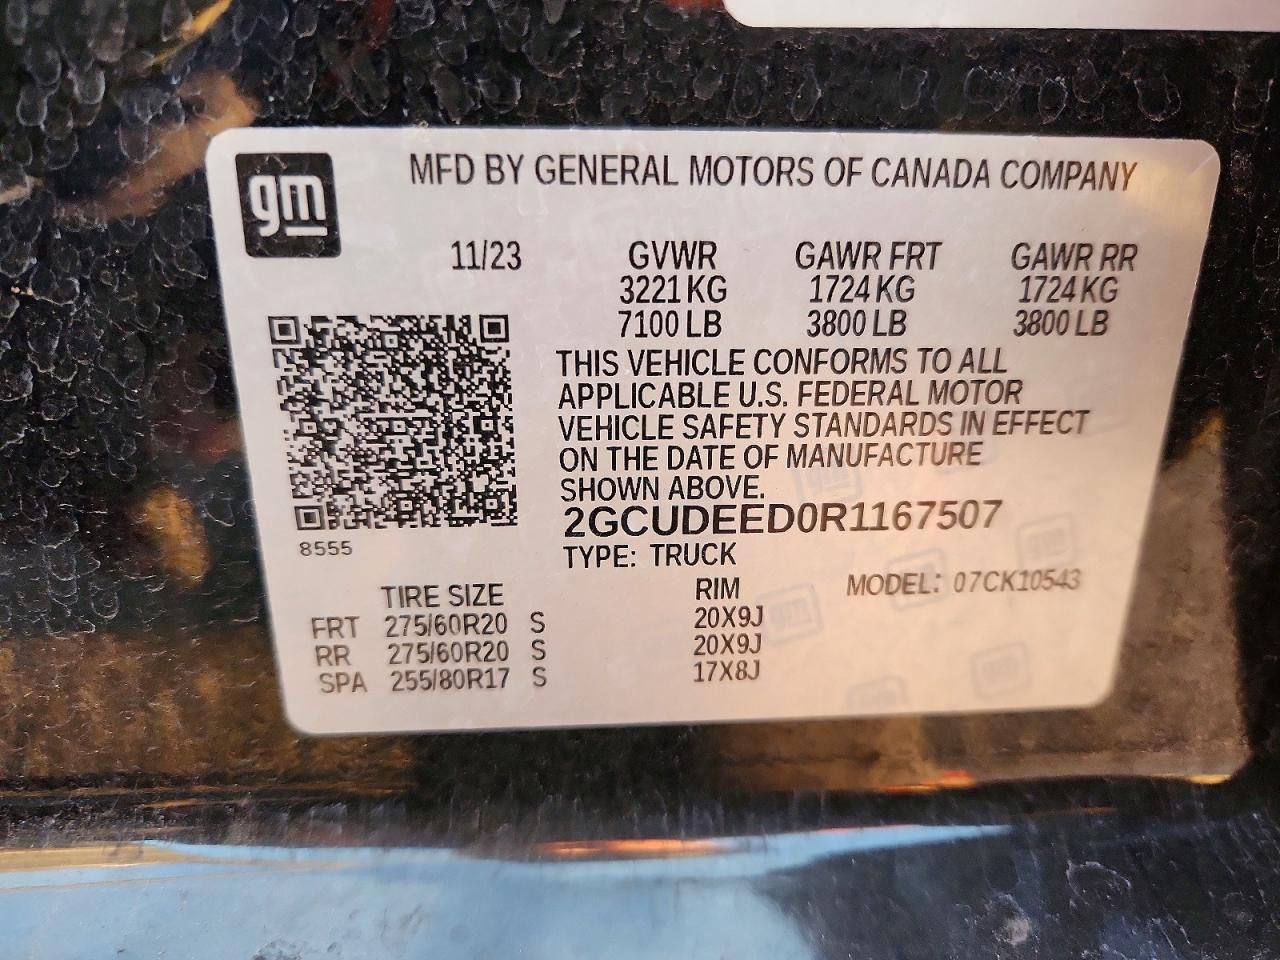 gm
MFD BY GENERAL MOTORS OF CANADA COMPANY
11/23 GVWR GAWR FRT GAWR RR
3221 KG 1724 KG 1724 KG
7100 LB 3800 LB 3800 LB
THIS VEHICLE CONFORMS TO ALL
APPLICABLE U.S. FEDERAL MOTOR
VEHICLE SAFETY STANDARDS IN EFFECT
ON THE DATE OF MANUFACTURE
SHOWN ABOVE.
2GCUDEED0R1167507
8555
TYPE: TRUCK
TIRE SIZE RIM MODEL: 07CK10543
FRT 275/60R20 S 20X9J
RR 275/60R20 S 20X9J
SPA 255/80R17 S 17X8J